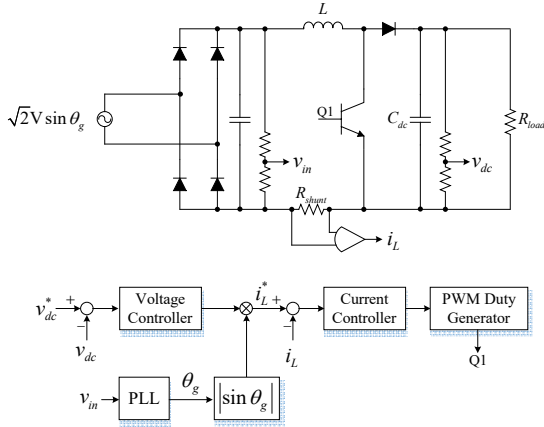 L
√2V sin θg
Q1
Cdc
Rload
vin
vdc
Rshunt
iL
v*dc
+
−
vdc
Voltage
Controller
i*L
+
−
iL
Current
Controller
PWM Duty
Generator
Q1
vin
PLL
θg
|sin θg|